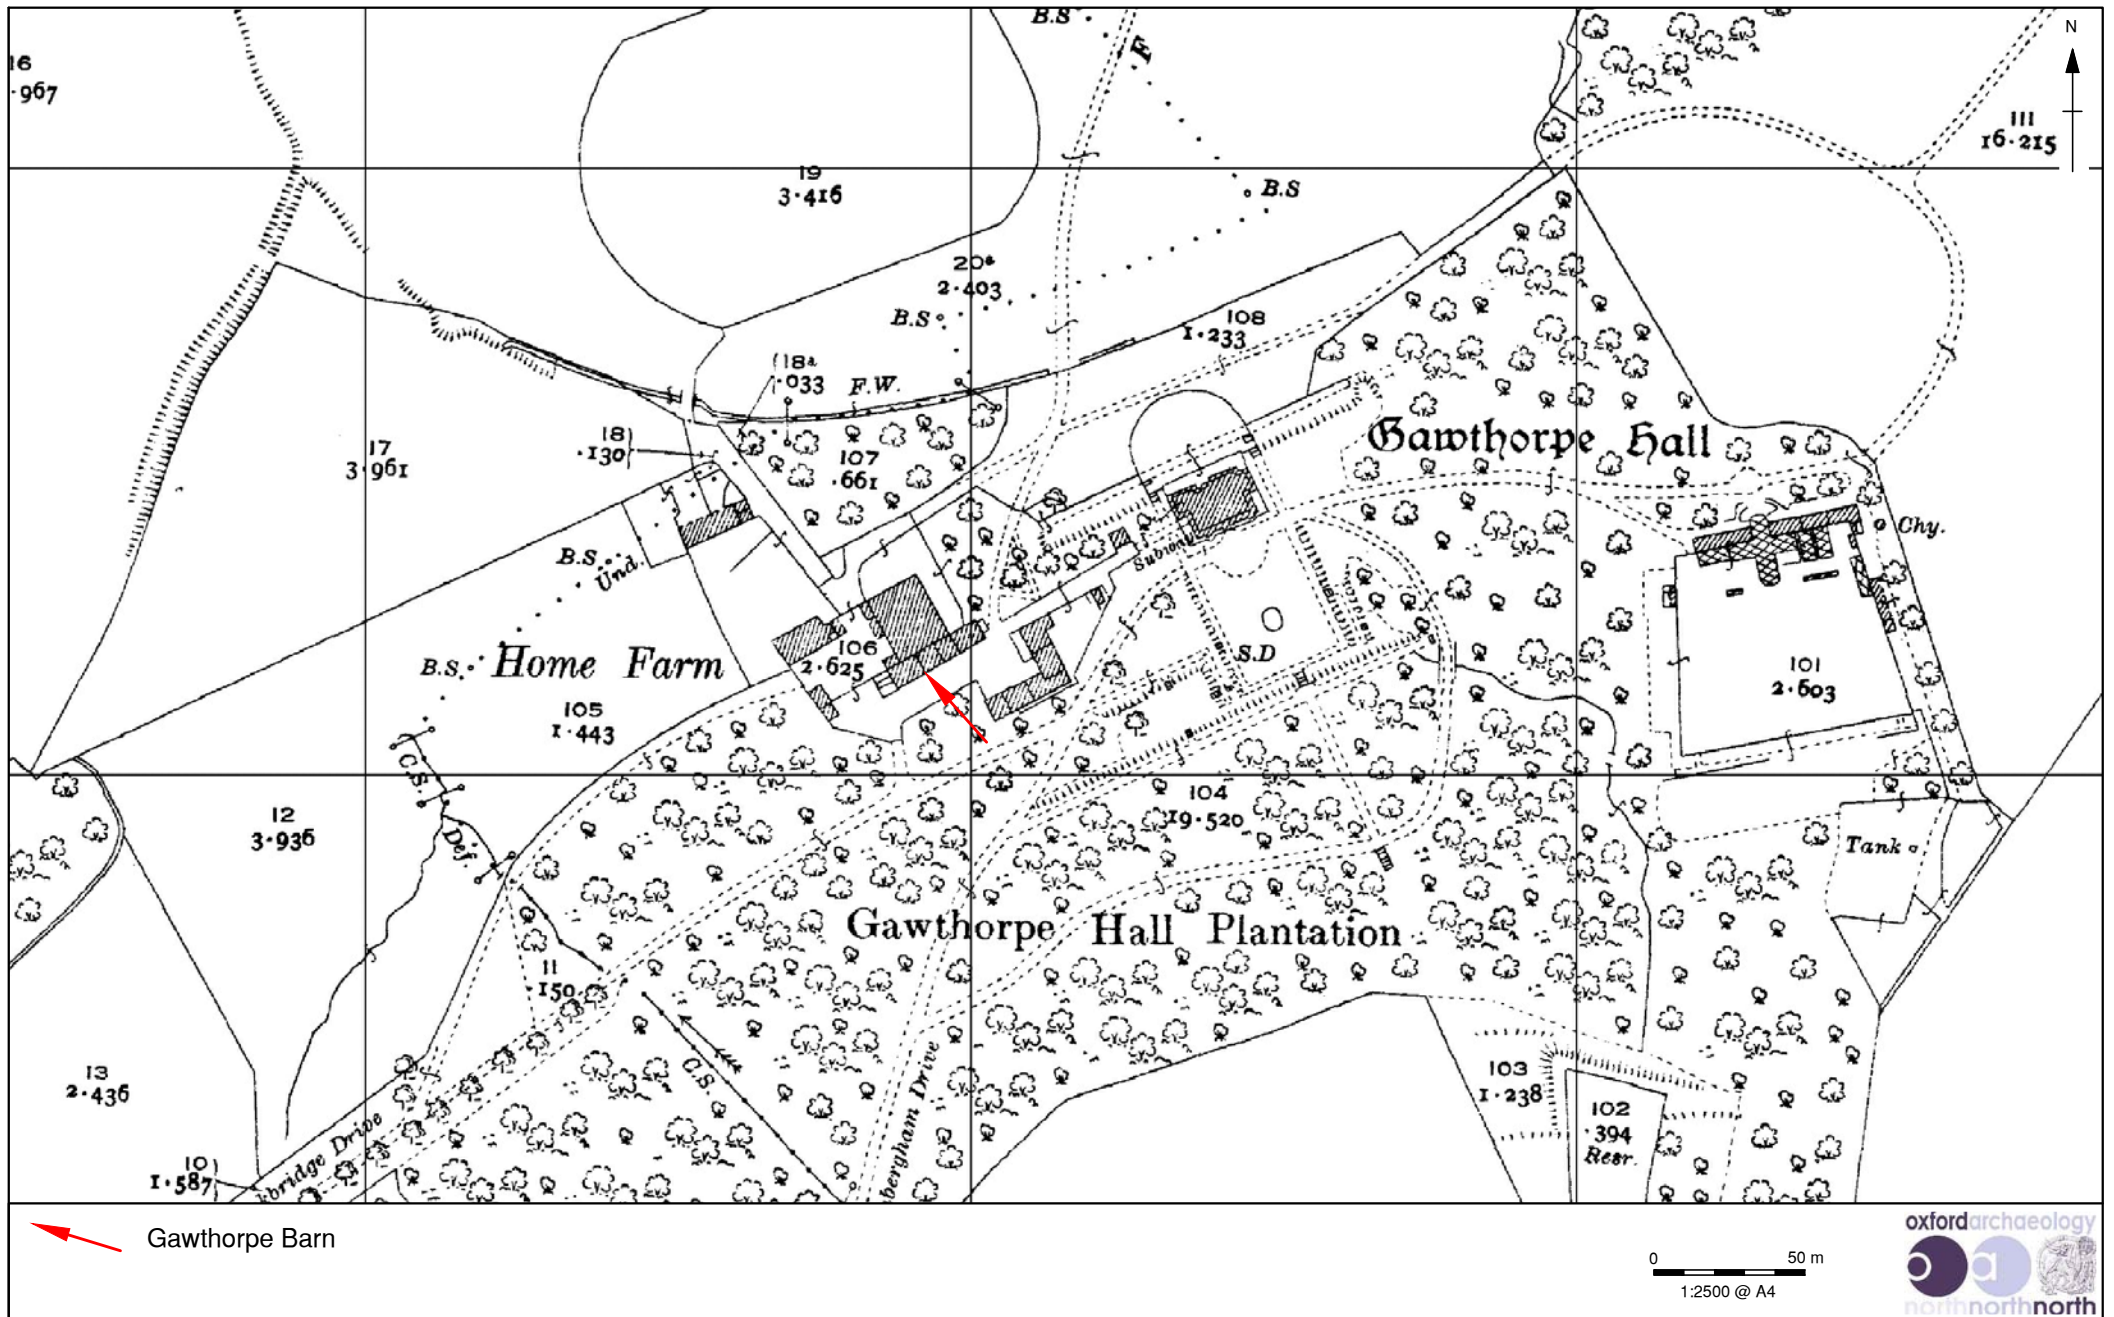 B.S
F
N
16
.967
111
16.215
19
3.416
B.S
20a
2.403
B.S
108
1.233
18a
.033
F.W.
18
.130
17
3.961
107
.661
Gawthorpe Hall
Chy.
B.S.
Und.
Subway
B.S.
Home Farm
106
2.625
S.D
101
2.603
105
1.443
C.S.
Def.
12
3.936
104
19.520
Tank
Gawthorpe Hall Plantation
11
.150
C.S.
13
2.436
103
1.238
102
.394
Resr.
kbridge Drive
bergham Drive
10
1.587
Gawthorpe Barn
0 50 m
1:2500 @ A4
oxfordarchaeology
o a
northnorthnorth